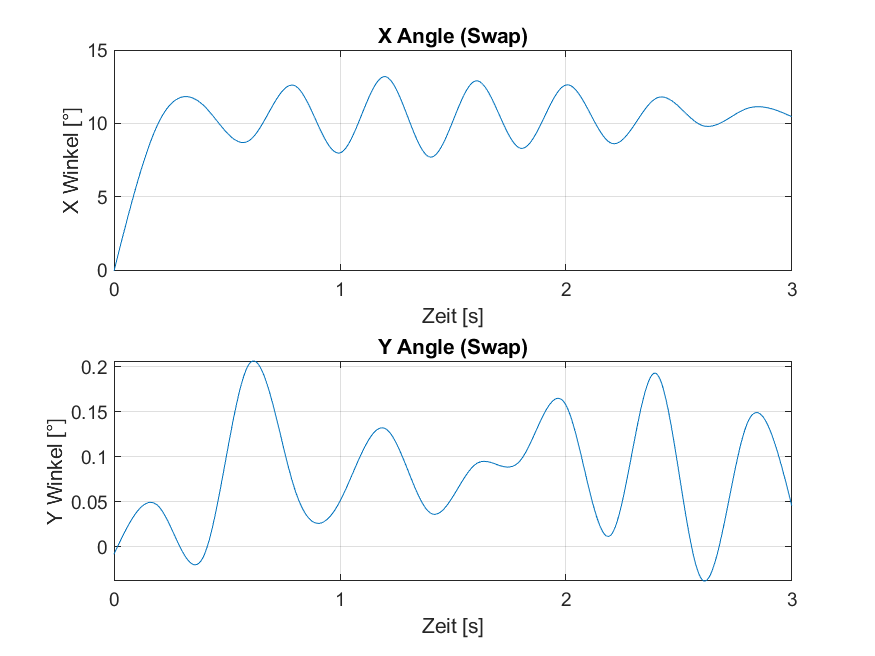 X Angle (Swap)
15
10
5
0
X Winkel [°]
0 1 2 3
Zeit [s]
Y Angle (Swap)
0.2
0.15
0.1
0.05
0
Y Winkel [°]
0 1 2 3
Zeit [s]